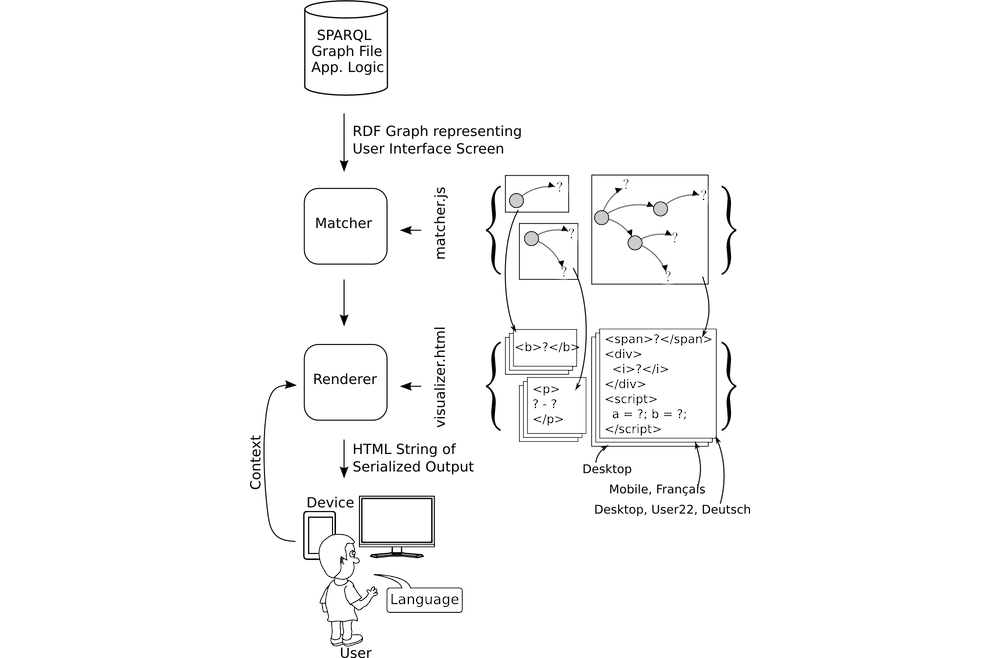 SPARQL
Graph File
App. Logic
RDF Graph representing
User Interface Screen
Matcher
matcher.js
?
?
?
?
?
?
?
?
Renderer
visualizer.html
<b>?</b>
<p>
? - ?
</p>
<span>?</span>
<div>
<i>?</i>
</div>
<script>
a = ?; b = ?;
</script>
Desktop
Mobile, Français
Desktop, User22, Deutsch
HTML String of
Serialized Output
Context
Device
Language
User